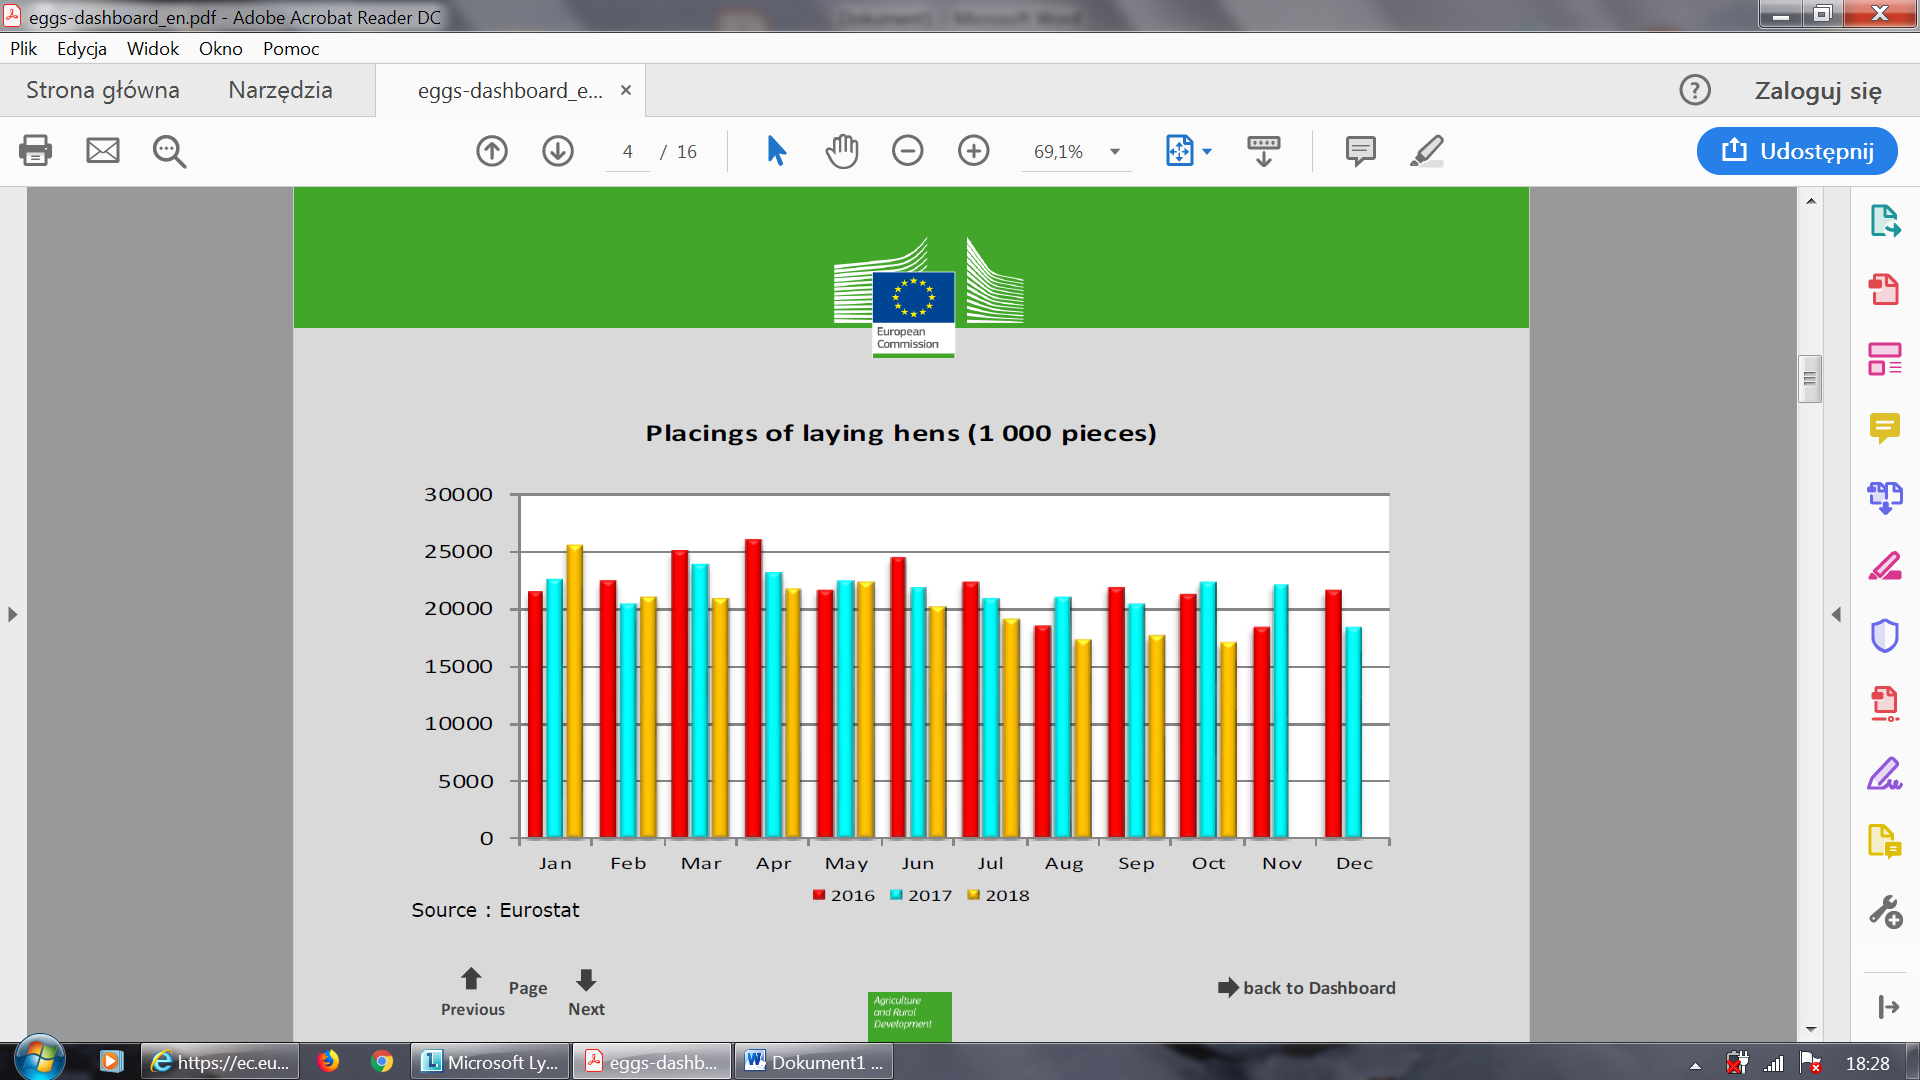 eggs-dashboard_en.pdf - Adobe Acrobat Reader DC
Plik Edycja Widok Okno Pomoc
Strona główna Narzędzia eggs-dashboard_e... × ? Zaloguj się
4 / 16 69,1% Udostępnij
European
Commission
Placings of laying hens (1 000 pieces)
30000
25000
20000
15000
10000
5000
0
Jan Feb Mar Apr May Jun Jul Aug Sep Oct Nov Dec
2016 2017 2018
Source : Eurostat
Previous Page Next
back to Dashboard
Agriculture
and Rural
Development
https://ec.eu... Microsoft Ly... eggs-dashb... Dokument1 ... 18:28